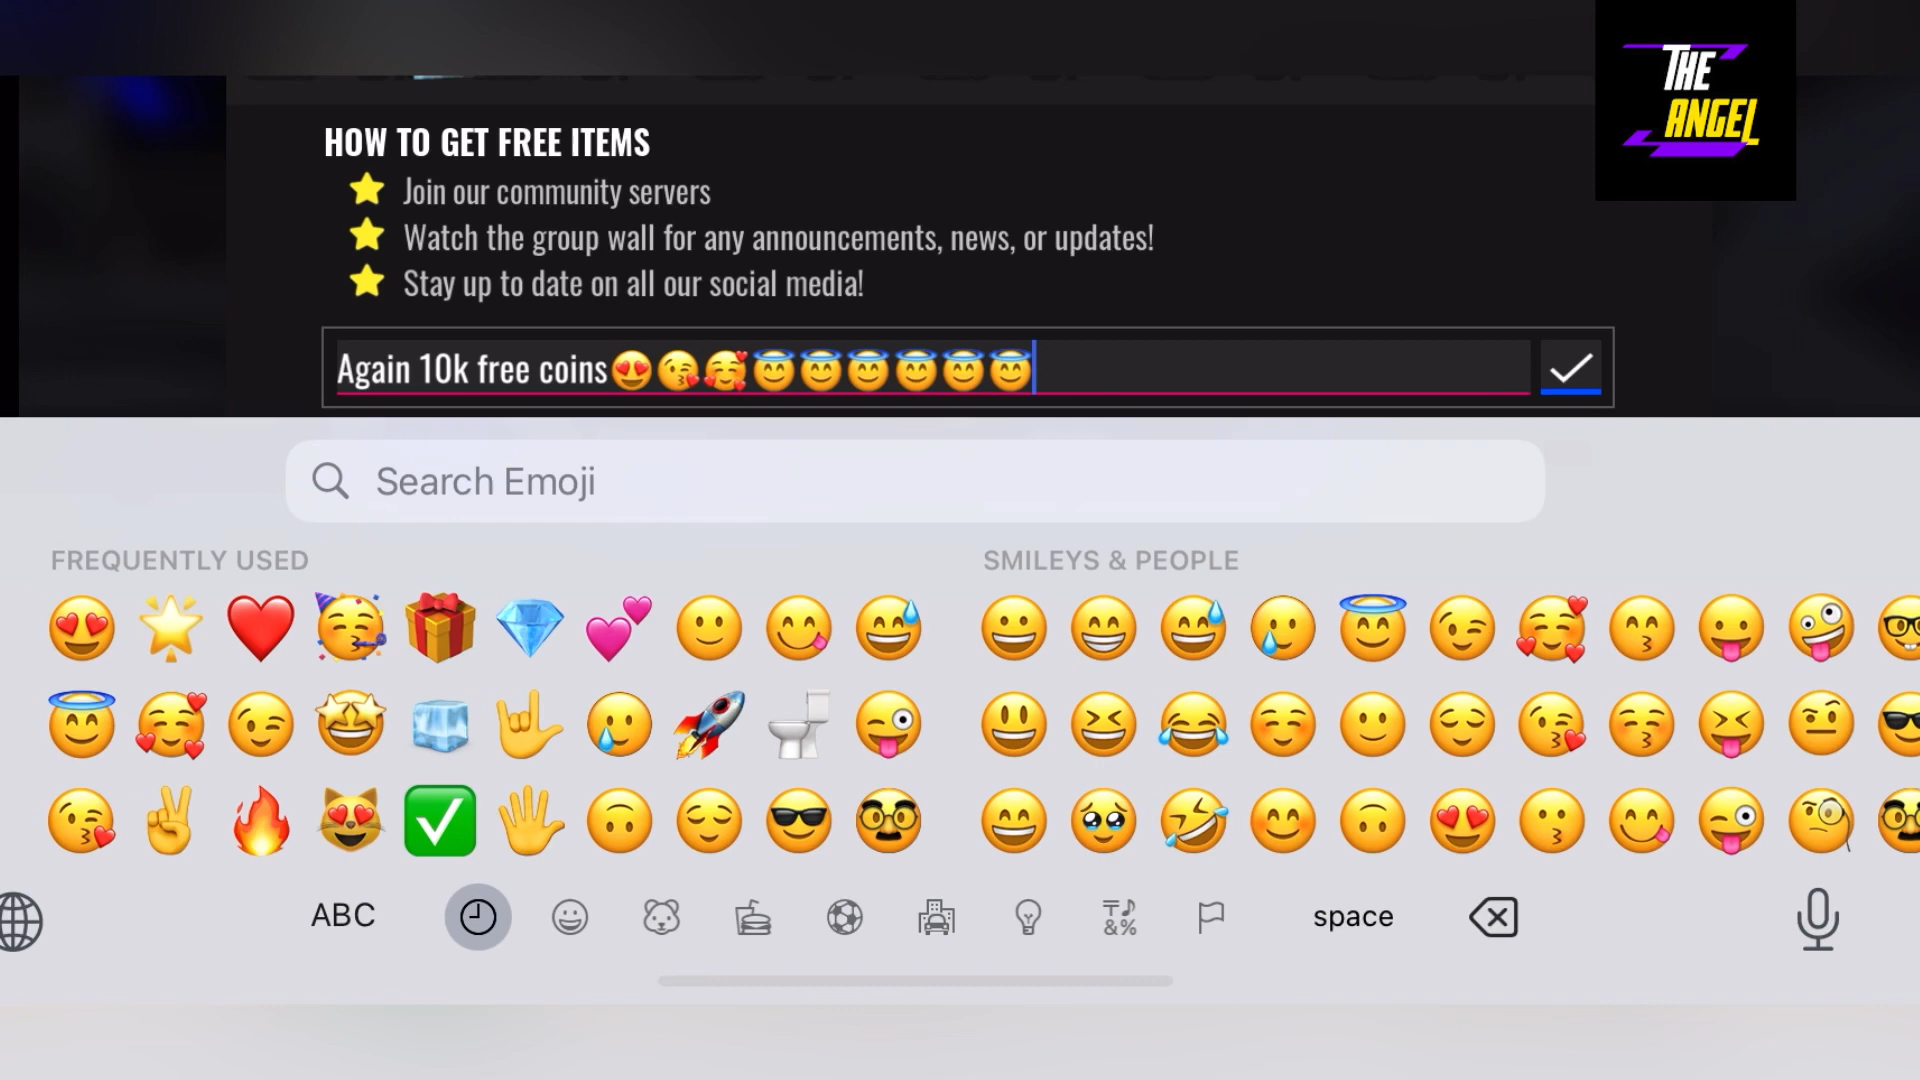 THE
ANGEL
HOW TO GET FREE ITEMS
Join our community servers
Watch the group wall for any announcements, news, or updates!
Stay up to date on all our social media!
Again 10k free coins😍😘🥰😇😇😇😇😇😇
Search Emoji
FREQUENTLY USED
SMILEYS & PEOPLE
ABC
space